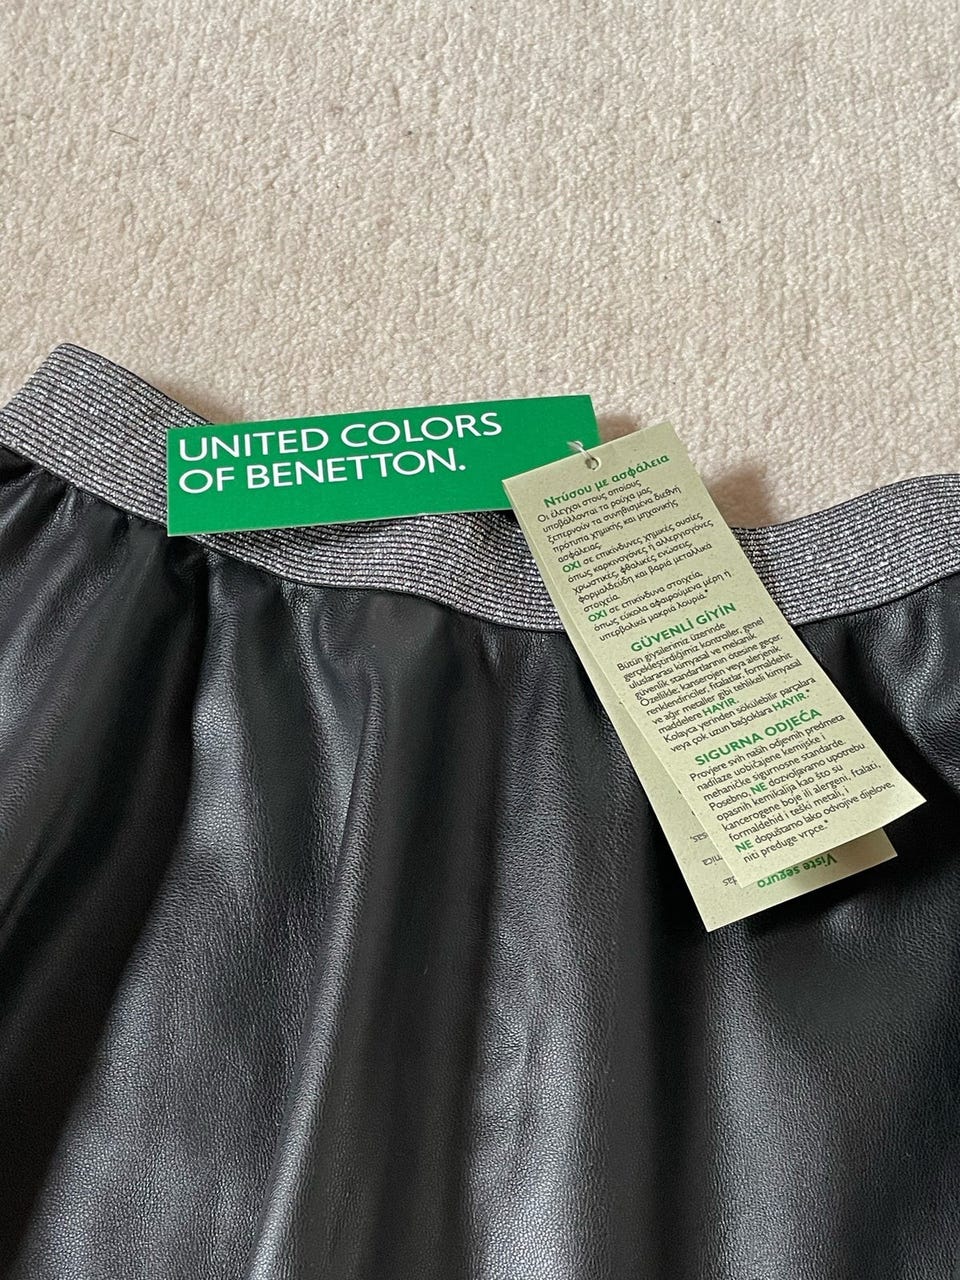 UNITED COLORS
OF BENETTON.
Ντύσου με ασφάλεια
Οι έλεγχοι στους οποίους
υποβάλλονται τα ρούχα μας
ξεπερνούν τα συνηθισμένα διεθνή
πρότυπα χημικής και μηχανικής
ασφάλειας.
ΟΧΙ σε επικίνδυνες χημικές ουσίες
όπως καρκινογόνες ή αλλεργιογόνες
χρωστικές, φθαλικές ενώσεις,
φορμαλδεΰδη και βαριά μεταλλικά
στοιχεία.
ΟΧΙ σε επικίνδυνα στοιχεία,
όπως εύκολα αφαιρούμενα μέρη ή
υπερβολικά μακριά λουριά.*
GÜVENLİ GİYİN
Bütün giysilerimiz üzerinde
gerçekleştirdiğimiz kontroller, genel
uluslararası kimyasal ve mekanik
güvenlik standartlarının ötesine geçer.
Özellikle: kanserojen veya alerjenik
renklendiriciler, fitalatlar, formaldehit
ve ağır metaller gibi tehlikeli kimyasal
maddelere HAYIR.
Kolayca yerinden sökülebilir parçalara
veya çok uzun bağcıklara HAYIR.*
SIGURNA ODJEĆA
Provjere svih naših odjevnih predmeta
nadilaze uobičajene kemijske i
mehaničke sigurnosne standarde.
Posebno, NE dozvoljavamo upotrebu
opasnih kemikalija kao što su
kancerogene boje ili alergeni, ftalati,
formaldehid i teški metali, i
NE dopuštamo lako odvojive dijelove,
niti preduge vrpce.*
Viste seguro